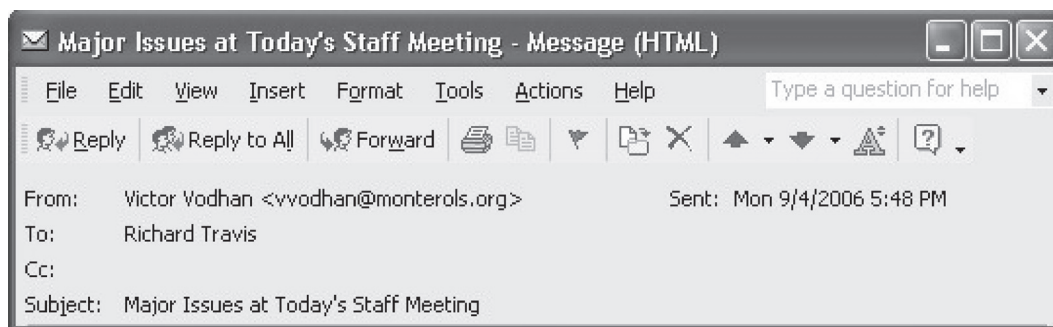 Major Issues at Today's Staff Meeting - Message (HTML)
File Edit View Insert Format Tools Actions Help Type a question for help
Reply Reply to All Forward
From: Victor Vodhan <vvodhan@monterols.org> Sent: Mon 9/4/2006 5:48 PM
To: Richard Travis
Cc:
Subject: Major Issues at Today's Staff Meeting